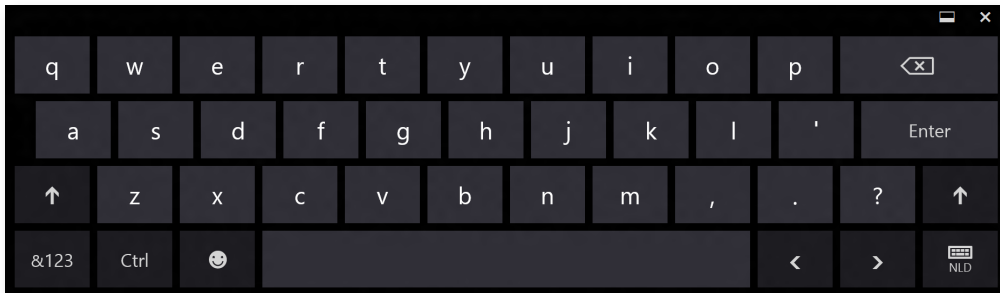 q w e r t y u i o p
a s d f g h j k l ' Enter
z x c v b n m , . ?
&123 Ctrl < > NLD